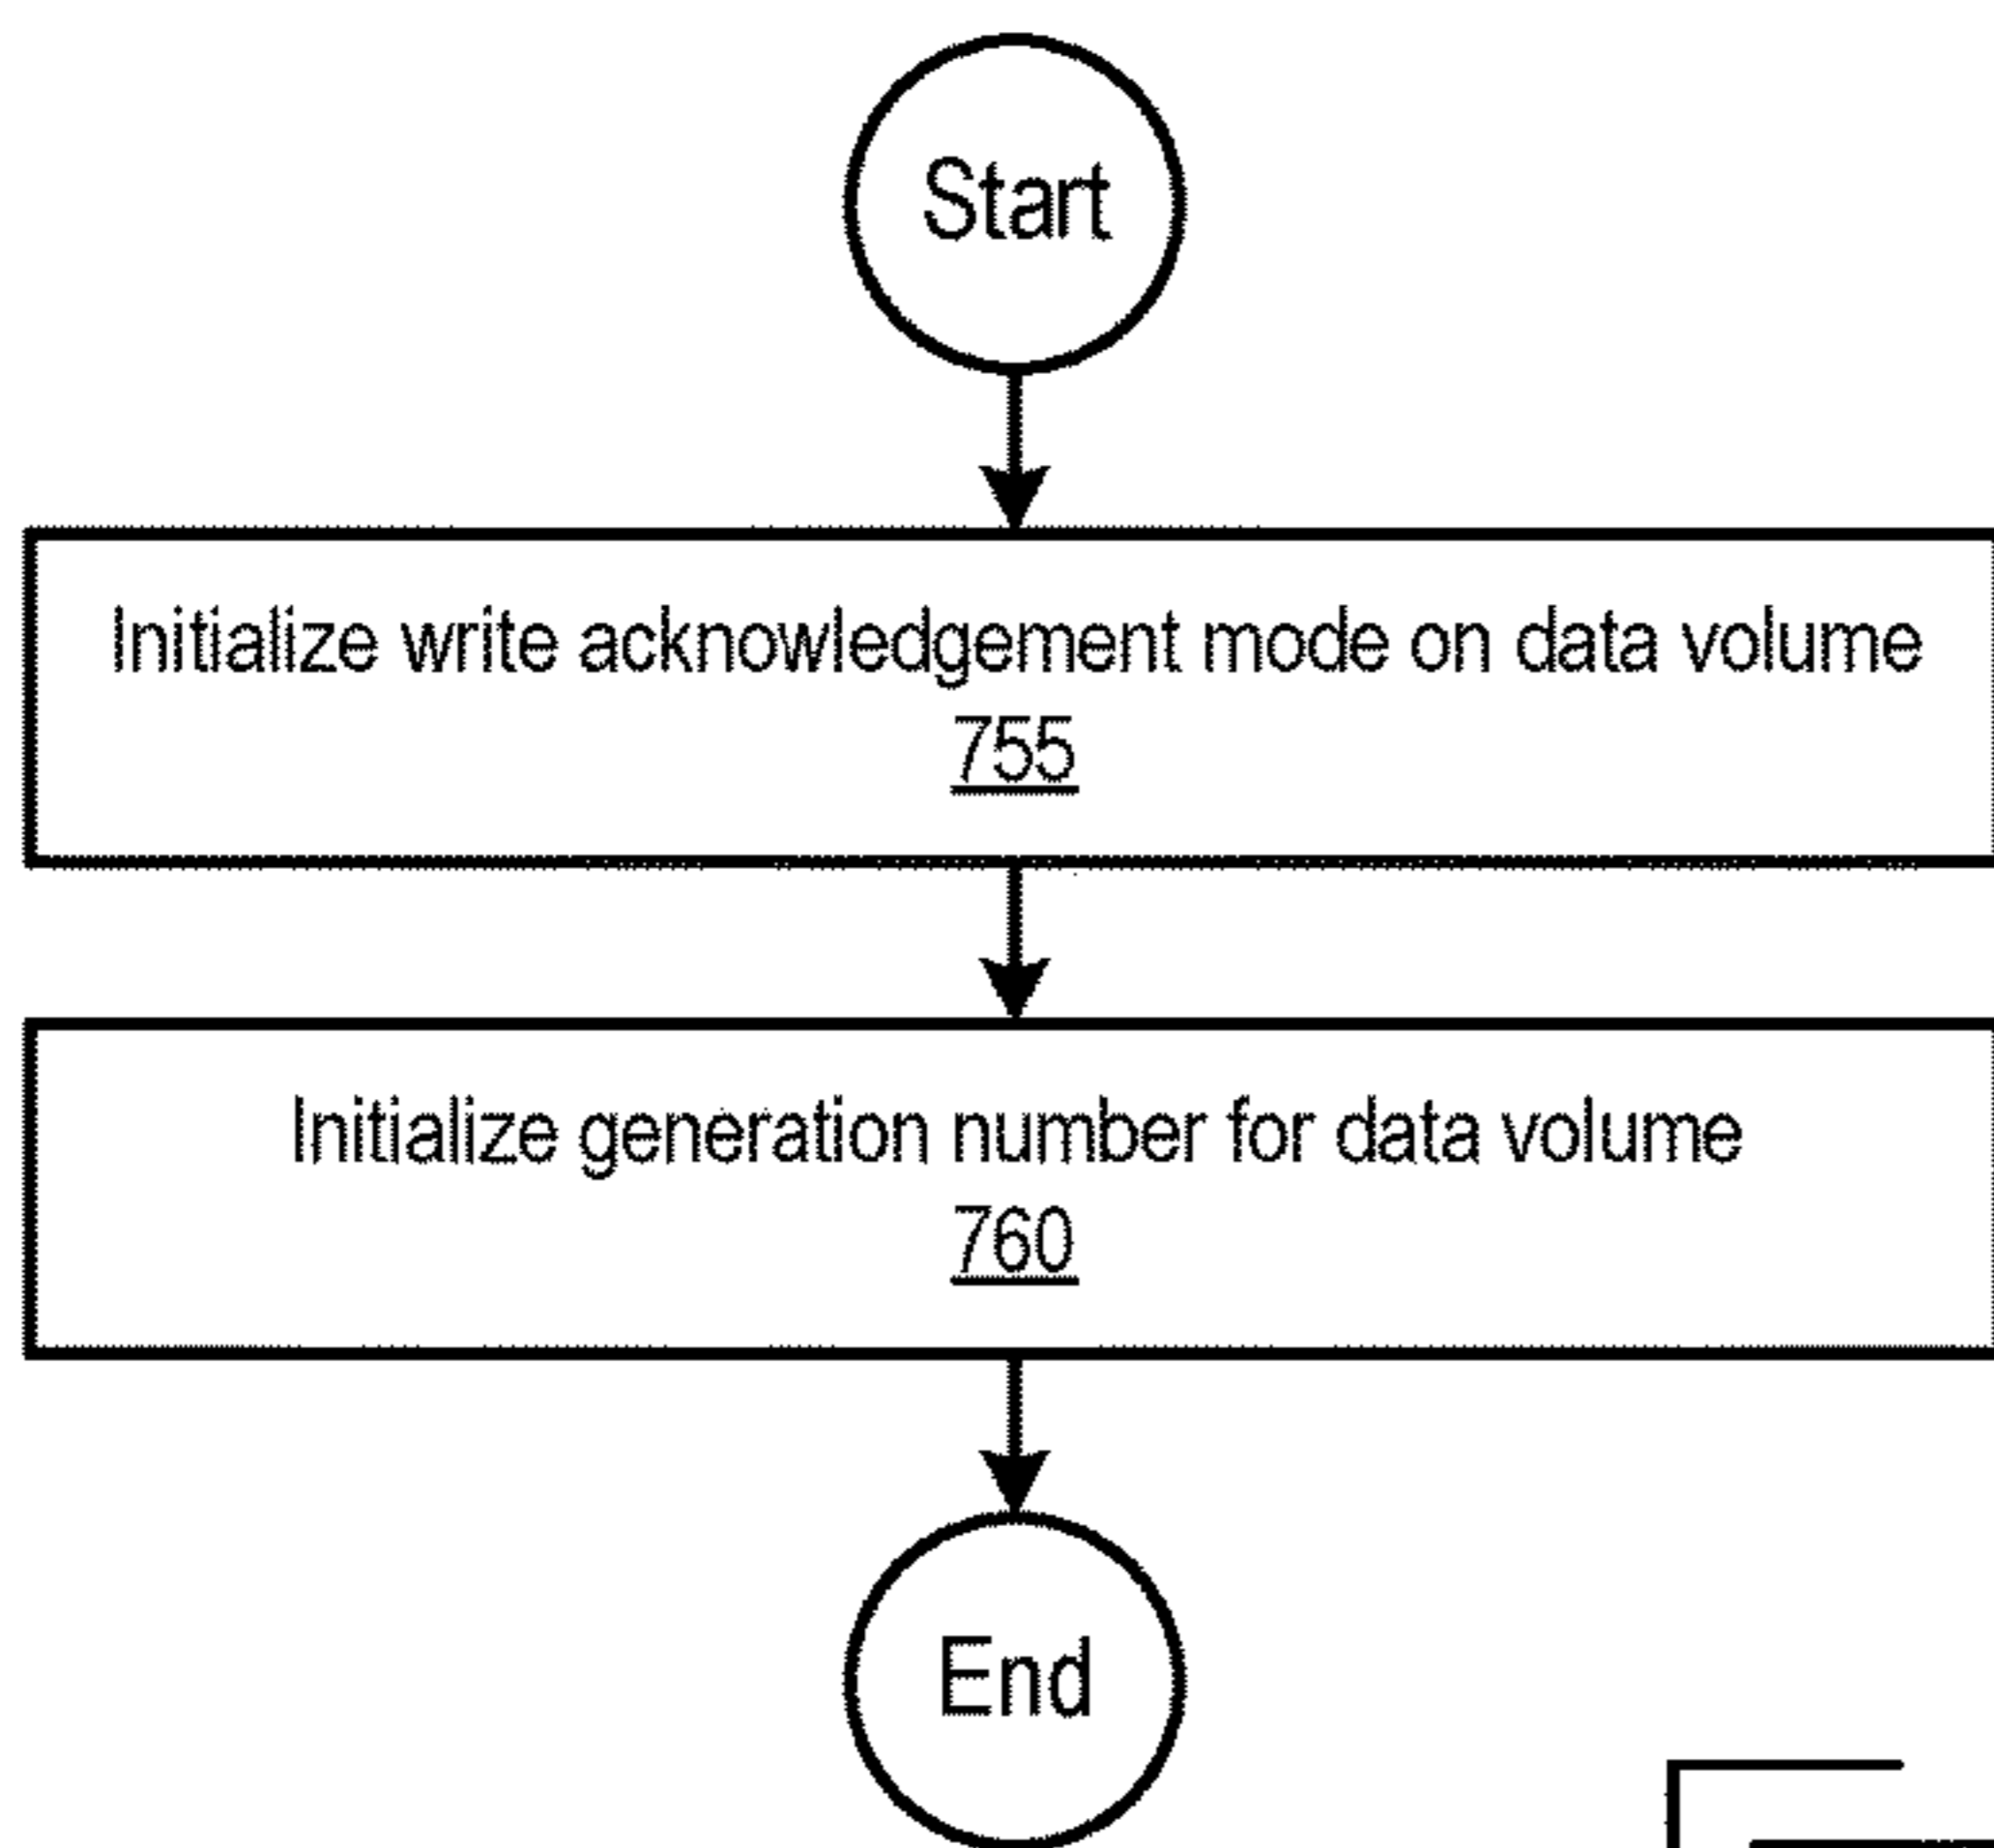 Start
Initialize write acknowledgement mode on data volume
755
Initialize generation number for data volume
760
End